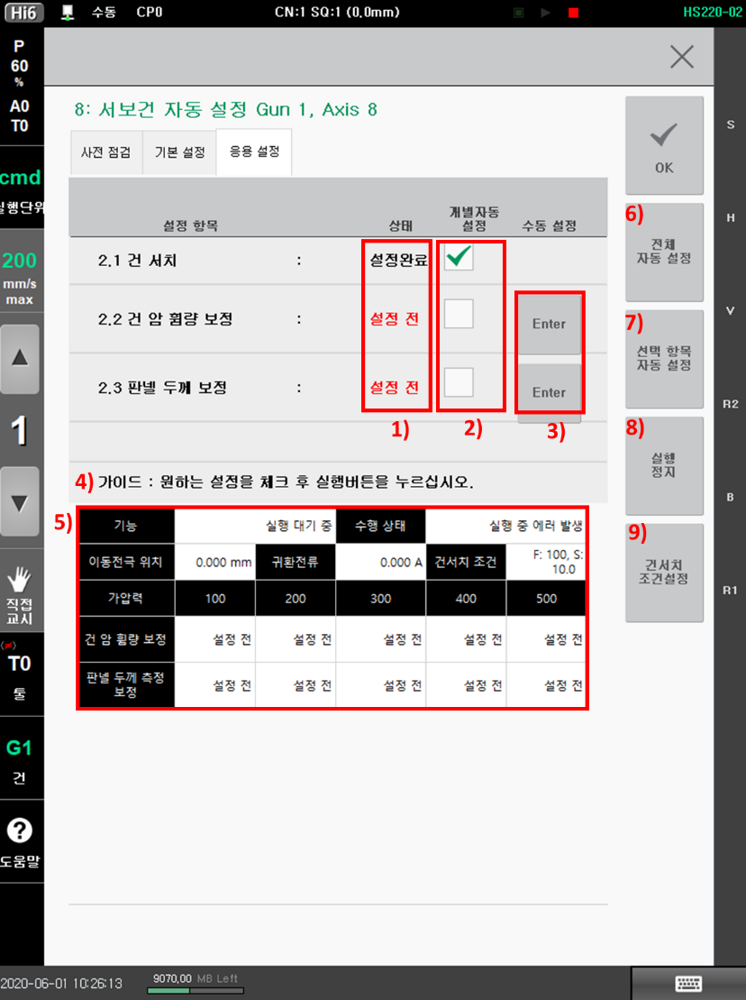 Hi6 수동 CP0 CN:1 SQ:1 (0.0mm) HS220-02
P
60
%
A0
T0
cmd
실행단위
200
mm/s
max
1
직접
교시
(≠)
T0
툴
G1
건
?
도움말
8: 서보건 자동 설정 Gun 1, Axis 8
사전 점검 기본 설정 응용 설정
설정 항목 상태 개별자동 설정 수동 설정
2.1 건 서치 : 설정완료
2.2 건 암 휨량 보정 : 설정 전 Enter
2.3 판넬 두께 보정 : 설정 전 Enter
1) 2) 3)
4) 가이드 : 원하는 설정을 체크 후 실행버튼을 누르십시오.
5)
기능 실행 대기 중 수행 상태 실행 중 에러 발생
이동전극 위치 0.000 mm 귀환전류 0.000 A 건서치 조건 F: 100, S: 10.0
가압력 100 200 300 400 500
건 암 휨량 보정 설정 전 설정 전 설정 전 설정 전 설정 전
판넬 두께 측정 보정 설정 전 설정 전 설정 전 설정 전 설정 전
OK
6)
전체
자동 설정
7)
선택 항목
자동 설정
8)
실행
정지
9)
건서치
조건설정
S
H
V
R2
B
R1
2020-06-01 10:26:13 9070,00 MB Left